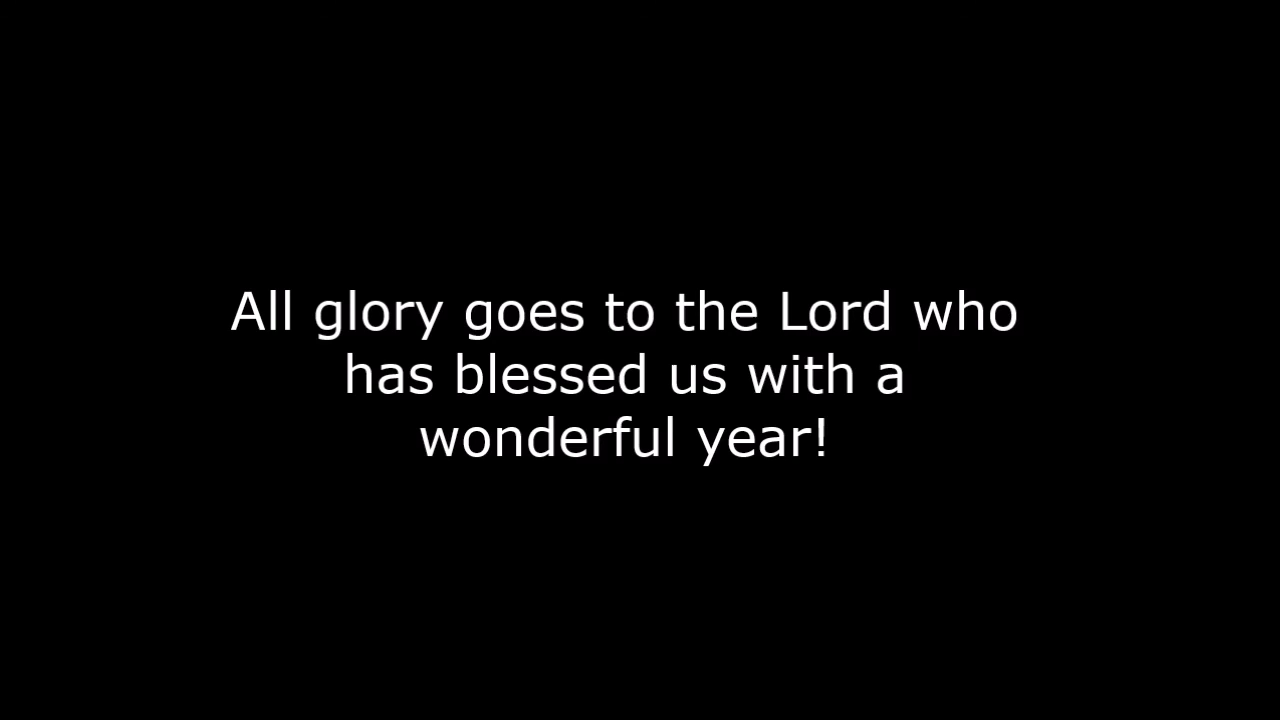 All glory goes to the Lord who
has blessed us with a
wonderful year!